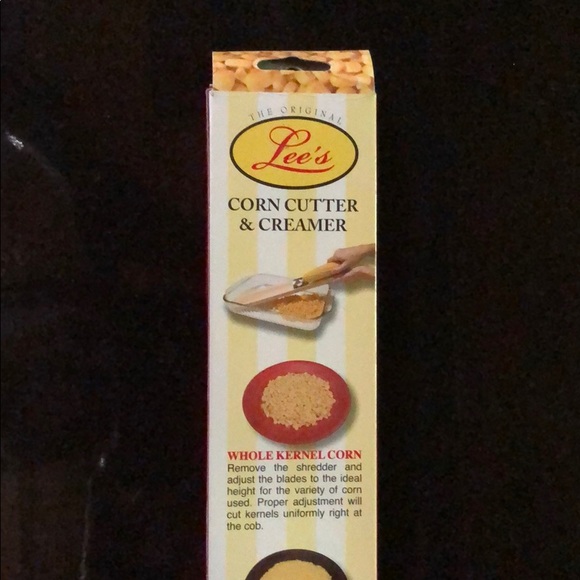 THE ORIGINAL
Lee's
CORN CUTTER
& CREAMER
WHOLE KERNEL CORN
Remove the shredder and
adjust the blades to the ideal
height for the variety of corn
used. Proper adjustment will
cut kernels uniformly right at
the cob.